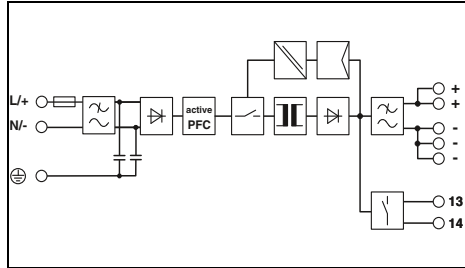 L/+
N/-
active
PFC
+
+
-
-
-
13
14